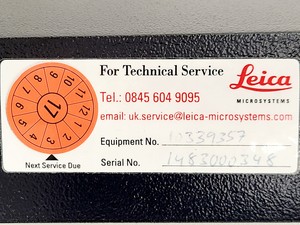 For Technical Service
Leica
MICROSYSTEMS
Tel.: 0845 604 9095
email: uk.service@leica-microsystems.com
Equipment No. 11339357
Serial No. 1483000348
1 2 3 4 5 6 7 8 9 10 11 12
17
Next Service Due